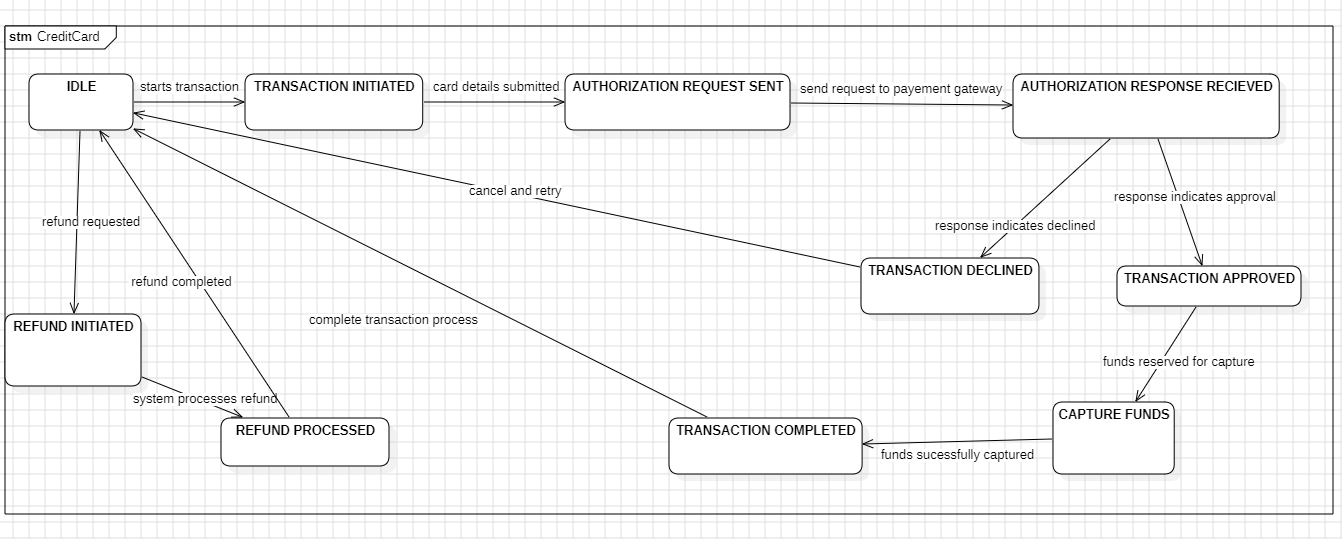 stm CreditCard
IDLE
starts transaction
TRANSACTION INITIATED
card details submitted
AUTHORIZATION REQUEST SENT
send request to payement gateway
AUTHORIZATION RESPONSE RECIEVED
cancel and retry
response indicates approval
response indicates declined
refund requested
TRANSACTION DECLINED
TRANSACTION APPROVED
refund completed
complete transaction process
REFUND INITIATED
funds reserved for capture
system processes refund
REFUND PROCESSED
TRANSACTION COMPLETED
CAPTURE FUNDS
funds sucessfully captured